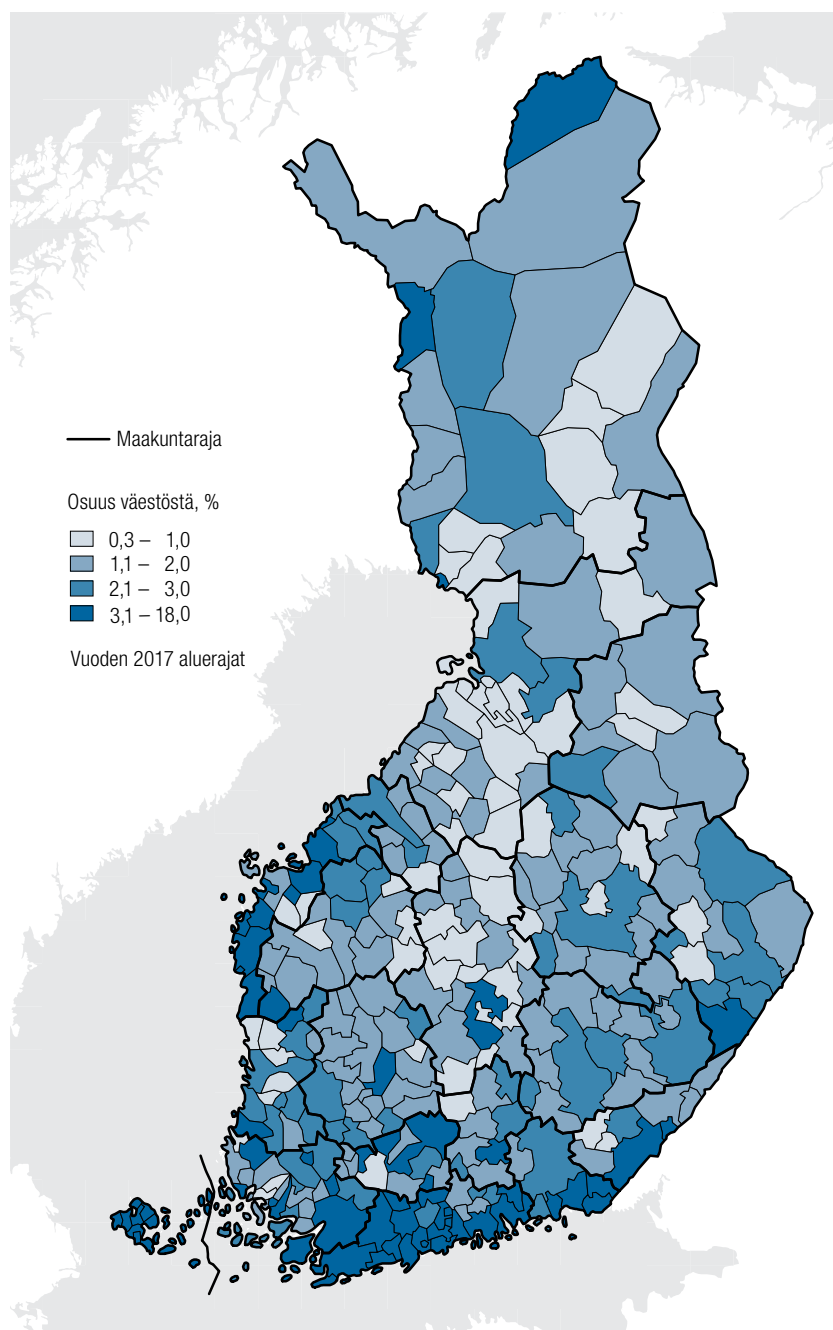 Maakuntaraja
Osuus väestöstä, %
0,3 – 1,0
1,1 – 2,0
2,1 – 3,0
3,1 – 18,0
Vuoden 2017 aluerajat